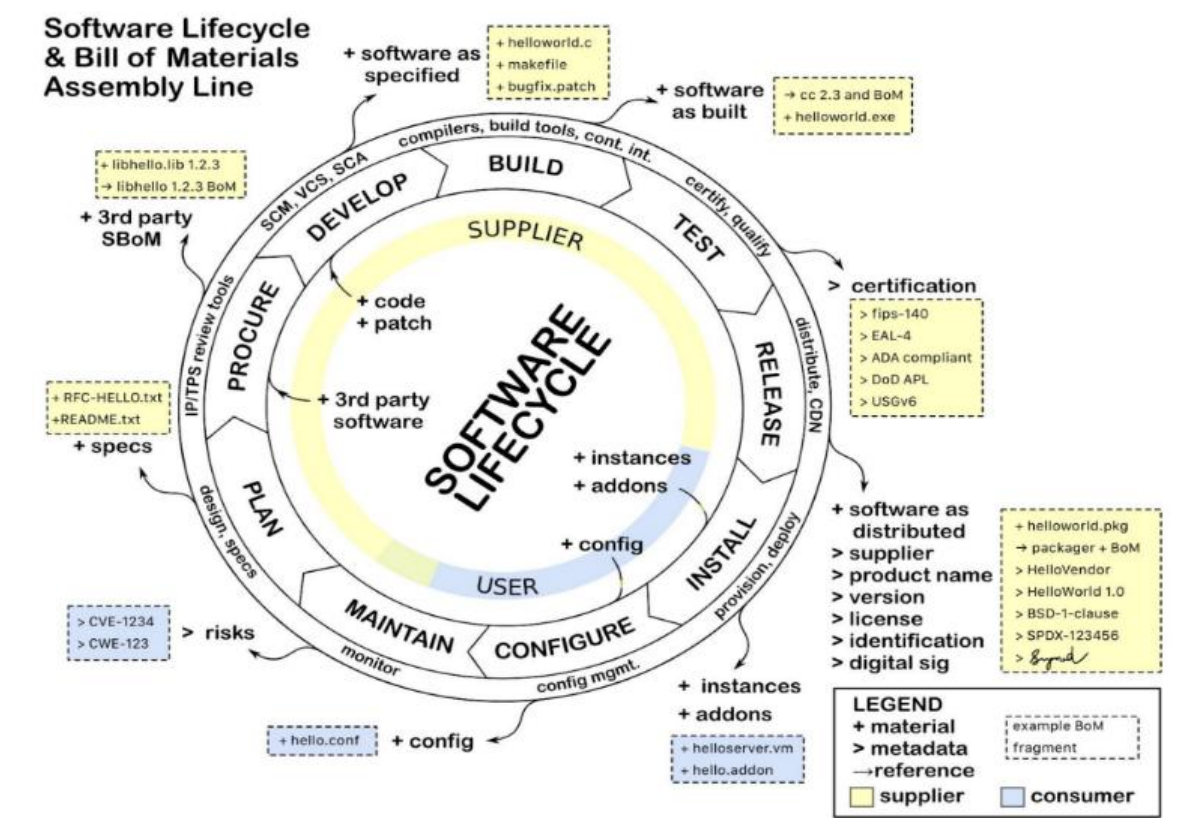 Software Lifecycle
& Bill of Materials
Assembly Line
+ software as
specified
+ helloworld.c
+ makefile
+ bugfix.patch
+ software
as built
→ cc 2.3 and BoM
+ helloworld.exe
+ libhello.lib 1.2.3
→ libhello 1.2.3 BoM
+ 3rd party
SBoM
SCM, VCS, SCA
compilers, build tools, cont. int.
certify, qualify
DEVELOP
BUILD
TEST
SUPPLIER
> certification
> fips-140
> EAL-4
> ADA compliant
> DoD APL
> USGv6
+ code
+ patch
IP/TPS review tools
PROCURE
+ 3rd party
software
SOFTWARE
LIFECYCLE
RELEASE
distribute, CDN
+ RFC-HELLO.txt
+README.txt
+ specs
design, specs
PLAN
+ instances
+ addons
+ config
USER
INSTALL
provision, deploy
+ software as
distributed
> supplier
> product name
> version
> license
> identification
> digital sig
+ helloworld.pkg
→ packager + BoM
> HelloVendor
> HelloWorld 1.0
> BSD-1-clause
> SPDX-123456
> Signed
> CVE-1234
> CWE-123
> risks
MAINTAIN
monitor
CONFIGURE
config mgmt.
+ hello.conf
+ config
+ instances
+ addons
+ helloserver.vm
+ hello.addon
LEGEND
+ material
> metadata
→reference
example BoM
fragment
supplier
consumer